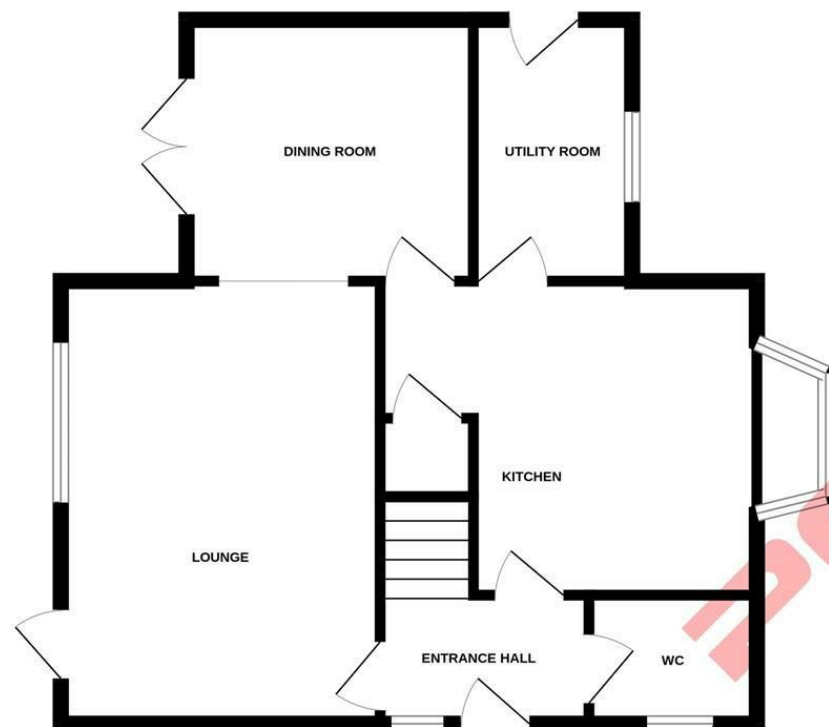 DINING ROOM
UTILITY ROOM
KITCHEN
LOUNGE
ENTRANCE HALL
WC